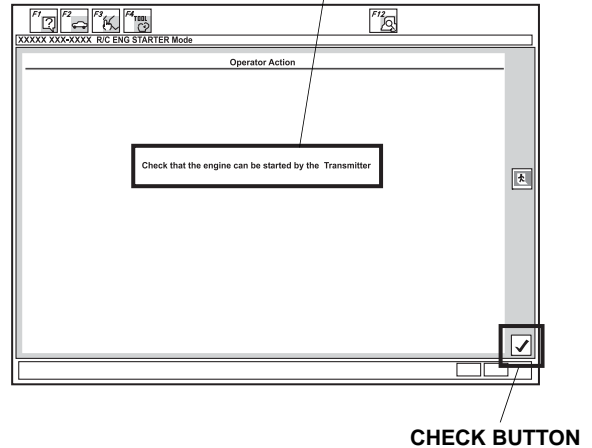 F1 F2 F3 F4 TOOL F12
XXXXX XXX-XXXX R/C ENG STARTER Mode
Operator Action
Check that the engine can be started by the Transmitter
CHECK BUTTON